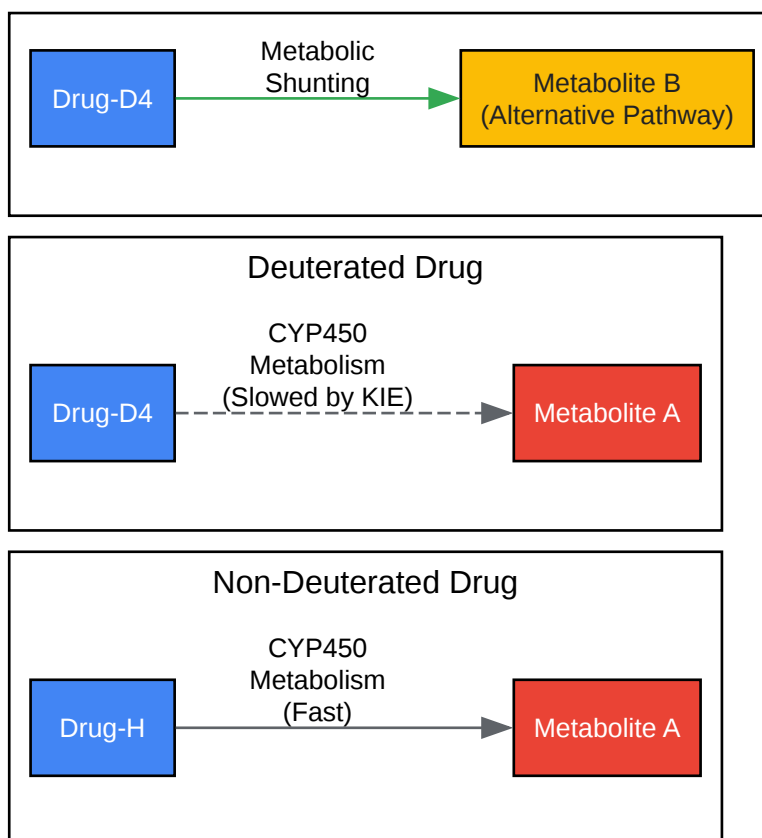 Metabolic
Shunting
Drug-D4
Metabolite B
(Alternative Pathway)
Deuterated Drug
CYP450
Metabolism
(Slowed by KIE)
Drug-D4
Metabolite A
Non-Deuterated Drug
CYP450
Metabolism
(Fast)
Drug-H
Metabolite A